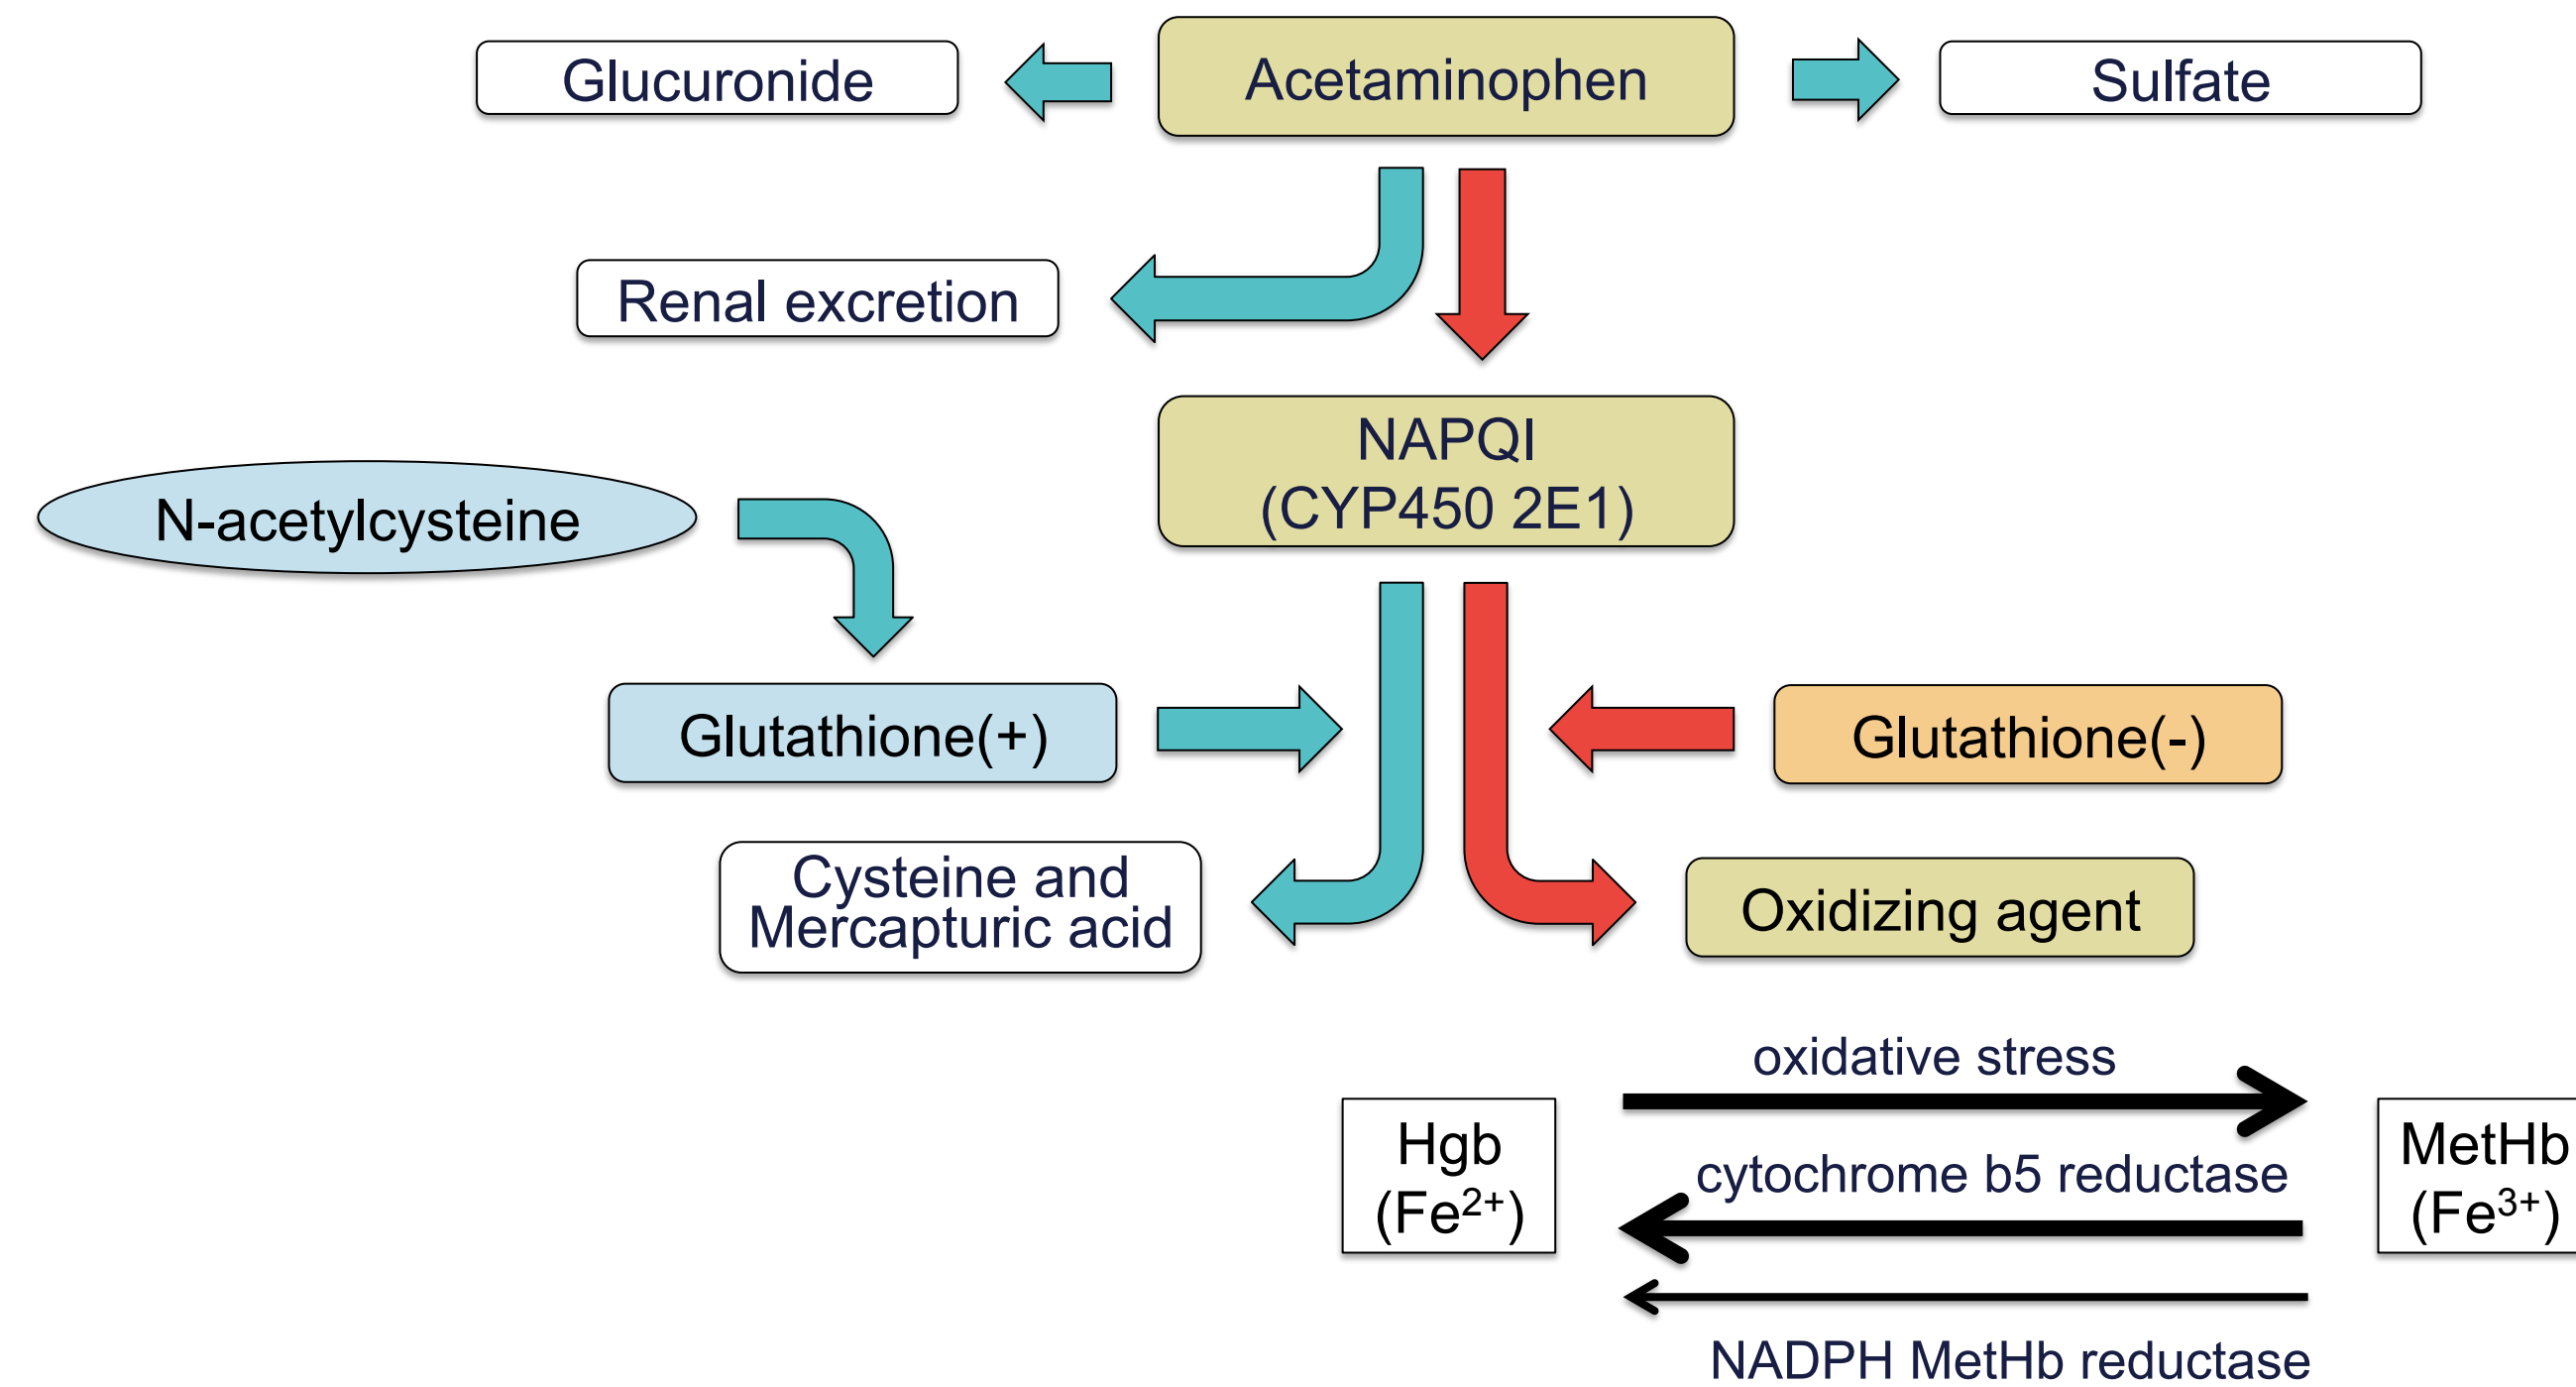 Glucuronide
Acetaminophen
Sulfate
Renal excretion
NAPQI
(CYP450 2E1)
N-acetylcysteine
Glutathione(+)
Glutathione(-)
Cysteine and
Mercapturic acid
Oxidizing agent
oxidative stress
Hgb
(Fe²⁺)
cytochrome b5 reductase
MetHb
(Fe³⁺)
NADPH MetHb reductase